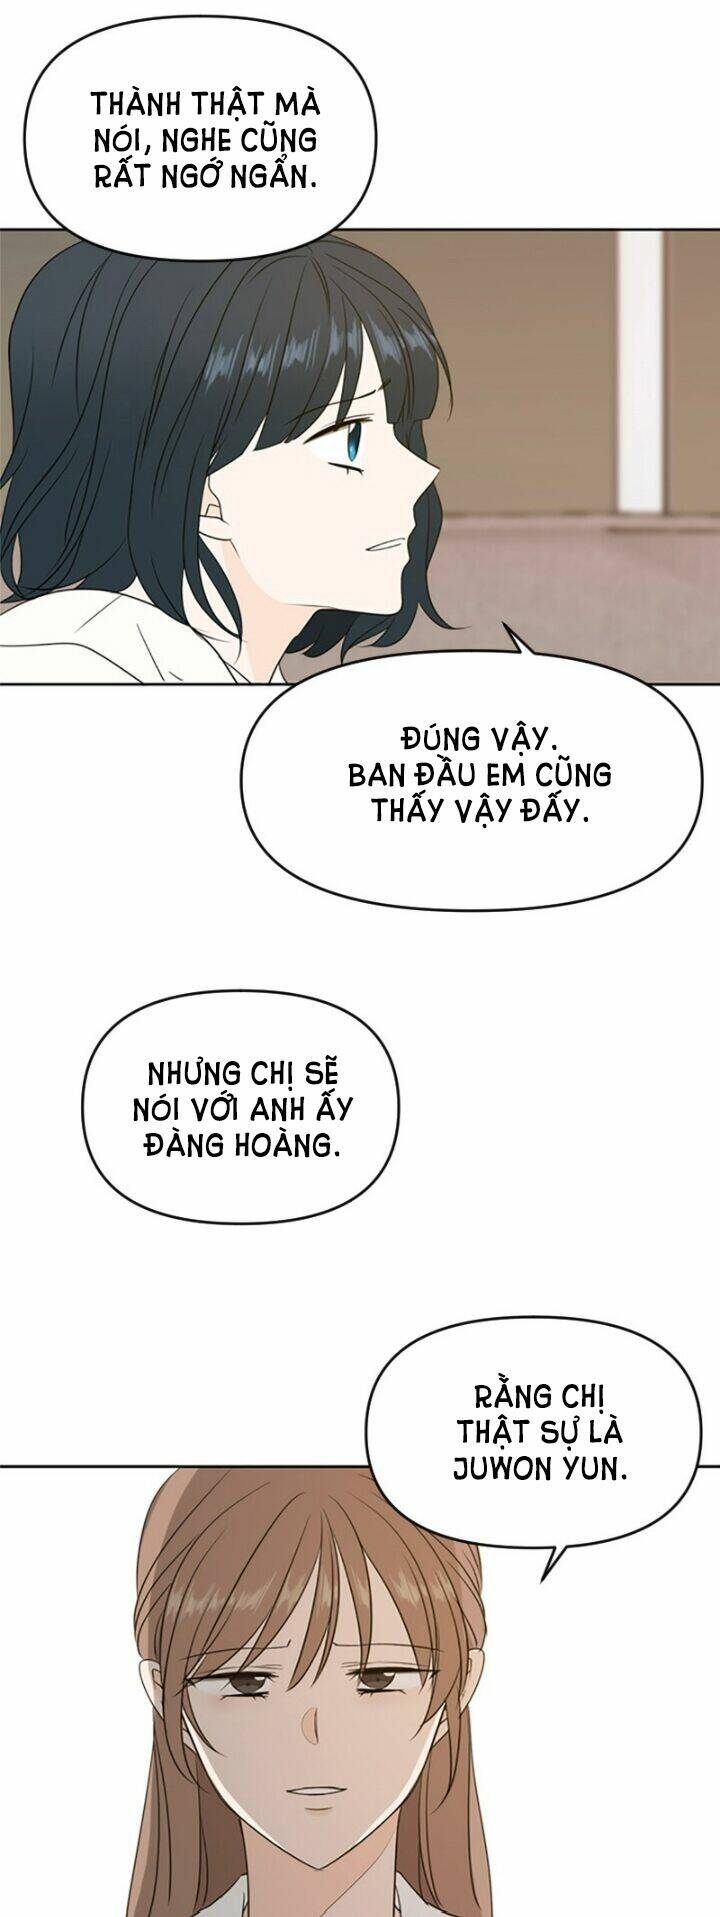 THÀNH THẬT MÀ
NÓI, NGHE CŨNG
RẤT NGỚ NGẨN.
ĐÚNG VẬY.
BAN ĐẦU EM CŨNG
THẤY VẬY ĐẤY.
NHƯNG CHỊ SẼ
NÓI VỚI ANH ẤY
ĐÀNG HOÀNG.
RẰNG CHỊ
THẬT SỰ LÀ
JUWON YUN.